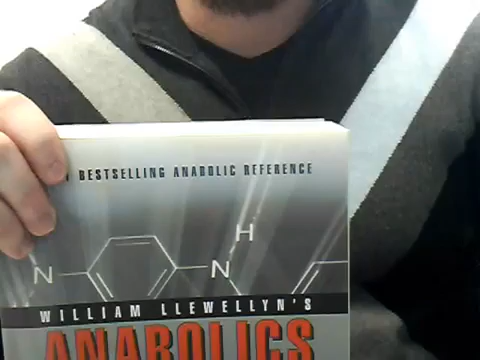 BESTSELLING ANABOLIC REFERENCE
H
N
N
WILLIAM LLEWELLYN'S
ANABOLICS